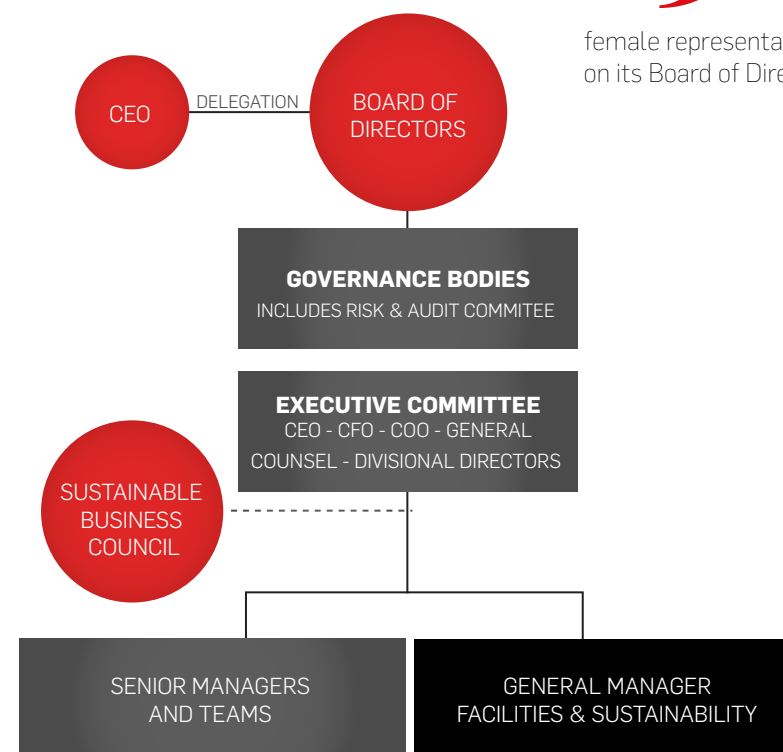 female representa
on its Board of Dire
CEO
DELEGATION
BOARD OF
DIRECTORS
GOVERNANCE BODIES
INCLUDES RISK & AUDIT COMMITEE
EXECUTIVE COMMITTEE
CEO - CFO - COO - GENERAL
COUNSEL - DIVISIONAL DIRECTORS
SUSTAINABLE
BUSINESS
COUNCIL
SENIOR MANAGERS
AND TEAMS
GENERAL MANAGER
FACILITIES & SUSTAINABILITY